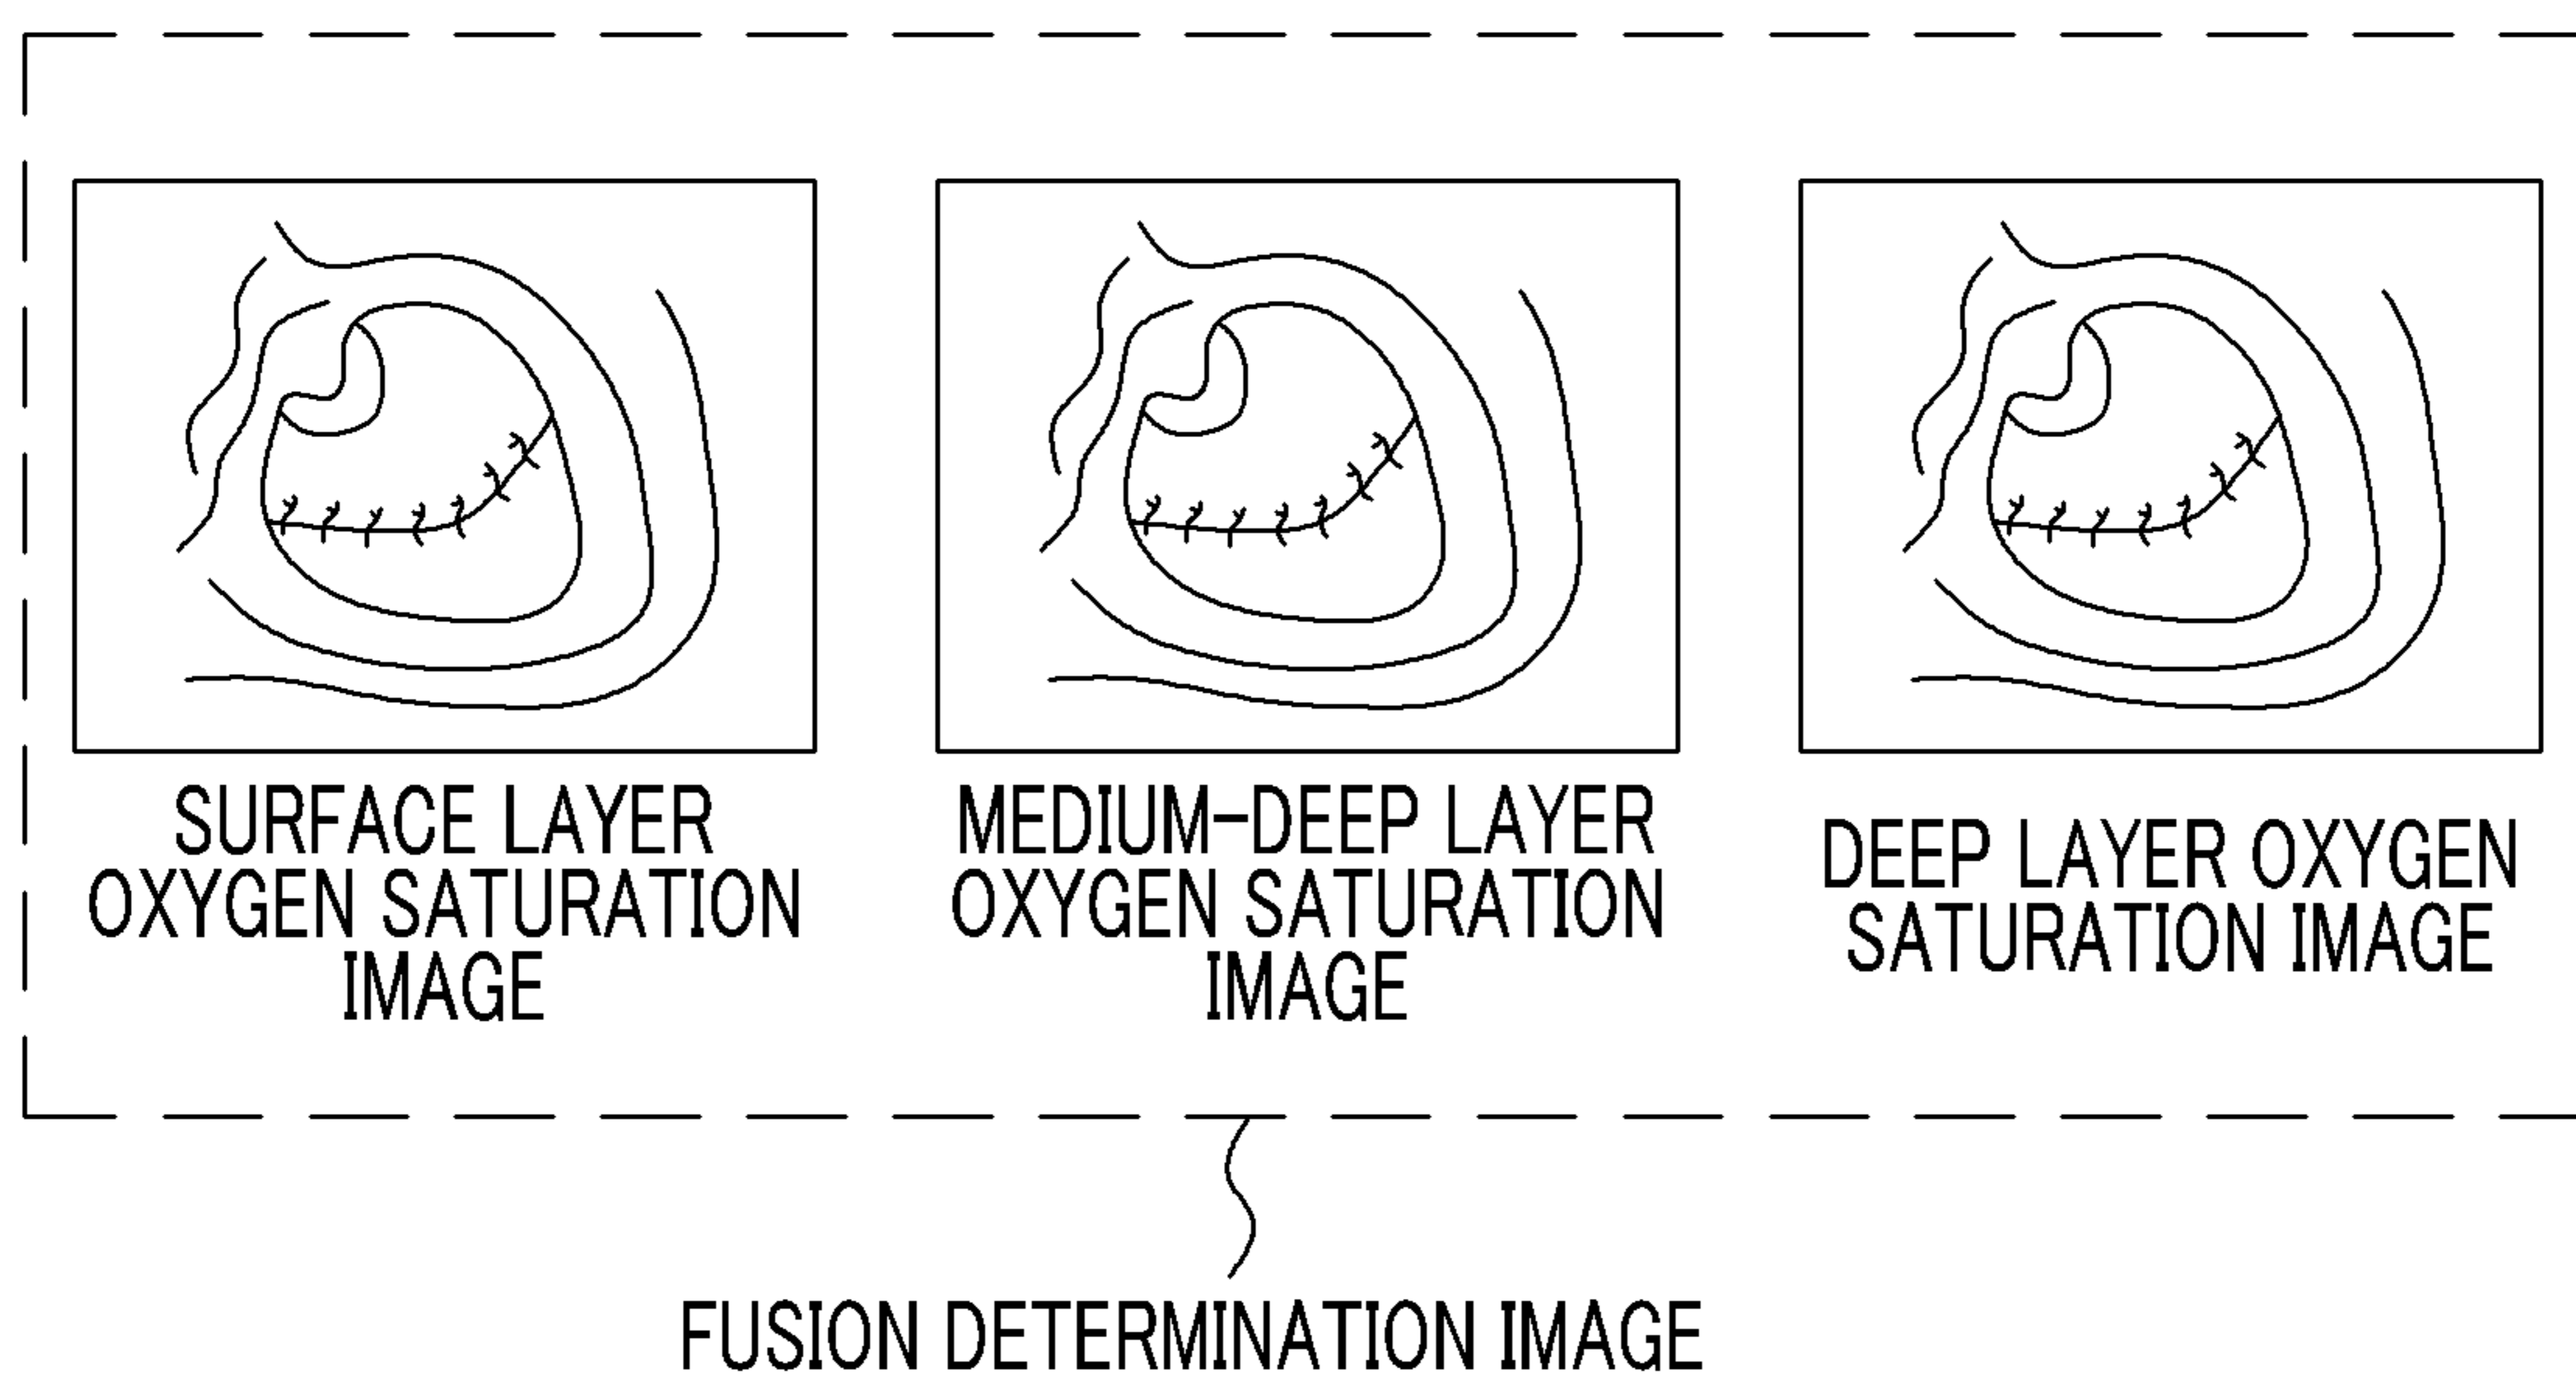 SURFACE LAYER
OXYGEN SATURATION
IMAGE
MEDIUM-DEEP LAYER
OXYGEN SATURATION
IMAGE
DEEP LAYER OXYGEN
SATURATION IMAGE
FUSION DETERMINATION IMAGE